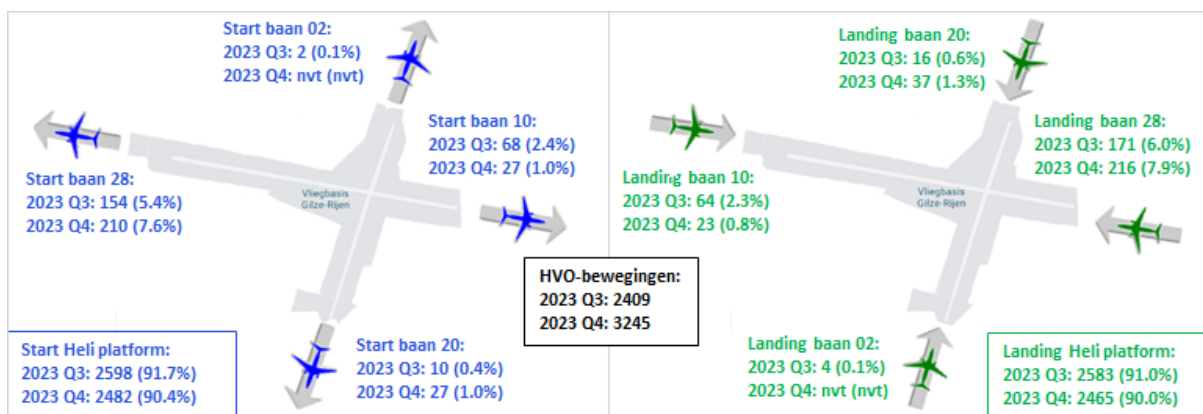 Start baan 02:
2023 Q3: 2 (0.1%)
2023 Q4: nvt (nvt)
Start baan 10:
2023 Q3: 68 (2.4%)
2023 Q4: 27 (1.0%)
Start baan 28:
2023 Q3: 154 (5.4%)
2023 Q4: 210 (7.6%)
Vliegbasis
Gilze-Rijen
Start baan 20:
2023 Q3: 10 (0.4%)
2023 Q4: 27 (1.0%)
Start Heli platform:
2023 Q3: 2598 (91.7%)
2023 Q4: 2482 (90.4%)
HVO-bewegingen:
2023 Q3: 2409
2023 Q4: 3245
Landing baan 20:
2023 Q3: 16 (0.6%)
2023 Q4: 37 (1.3%)
Landing baan 28:
2023 Q3: 171 (6.0%)
2023 Q4: 216 (7.9%)
Landing baan 10:
2023 Q3: 64 (2.3%)
2023 Q4: 23 (0.8%)
Vliegbasis
Gilze-Rijen
Landing baan 02:
2023 Q3: 4 (0.1%)
2023 Q4: nvt (nvt)
Landing Heli platform:
2023 Q3: 2583 (91.0%)
2023 Q4: 2465 (90.0%)